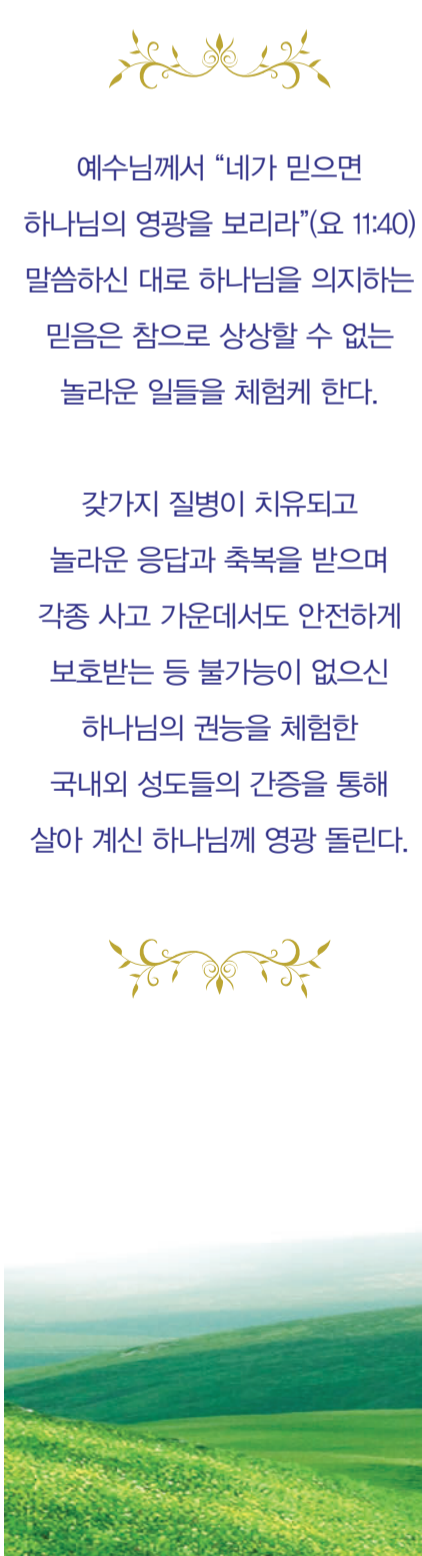 예수님께서 “네가 믿으면
하나님의 영광을 보리라”(요 11:40)
말씀하신 대로 하나님을 의지하는
믿음은 참으로 상상할 수 없는
놀라운 일들을 체험케 한다.
갖가지 질병이 치유되고
놀라운 응답과 축복을 받으며
각종 사고 가운데서도 안전하게
보호받는 등 불가능이 없으신
하나님의 권능을 체험한
국내외 성도들의 간증을 통해
살아 계신 하나님께 영광 돌린다.